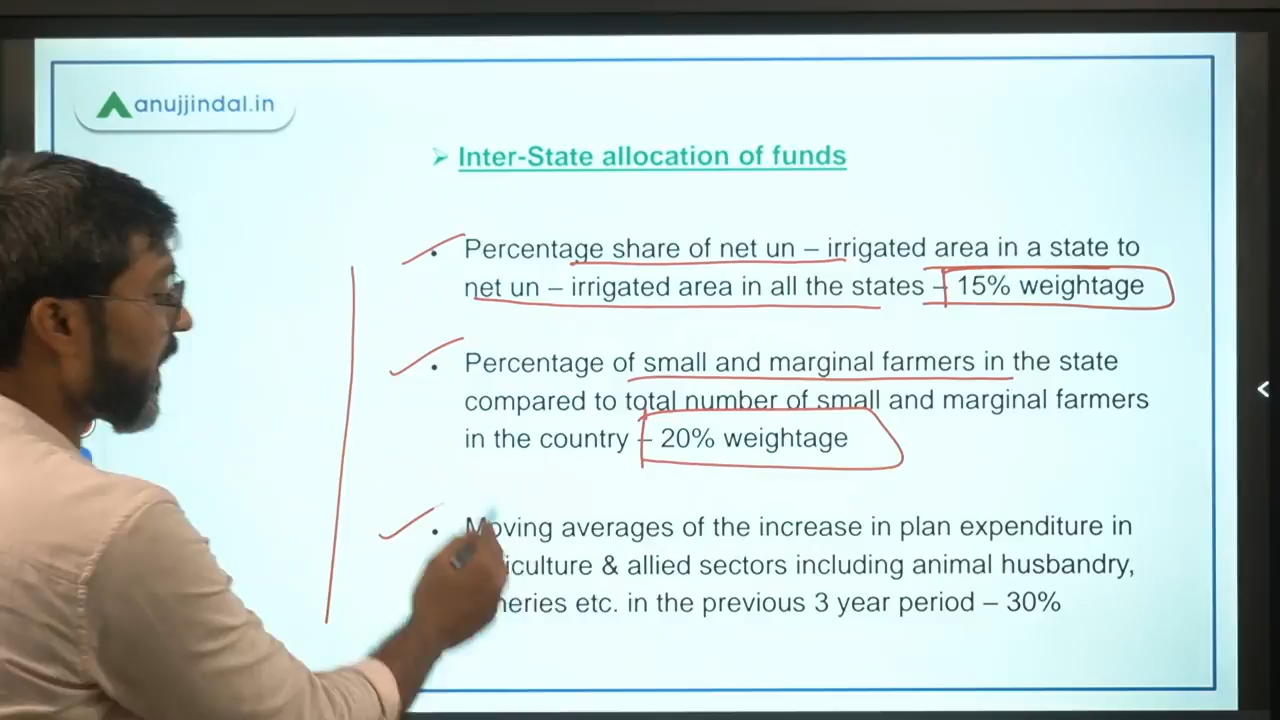 anujjindal.in
➢ Inter-State allocation of funds
• Percentage share of net un – irrigated area in a state to
net un – irrigated area in all the states – 15% weightage
• Percentage of small and marginal farmers in the state
compared to total number of small and marginal farmers
in the country – 20% weightage
• Moving averages of the increase in plan expenditure in
& allied sectors including animal husbandry,
etc. in the previous 3 year period – 30%